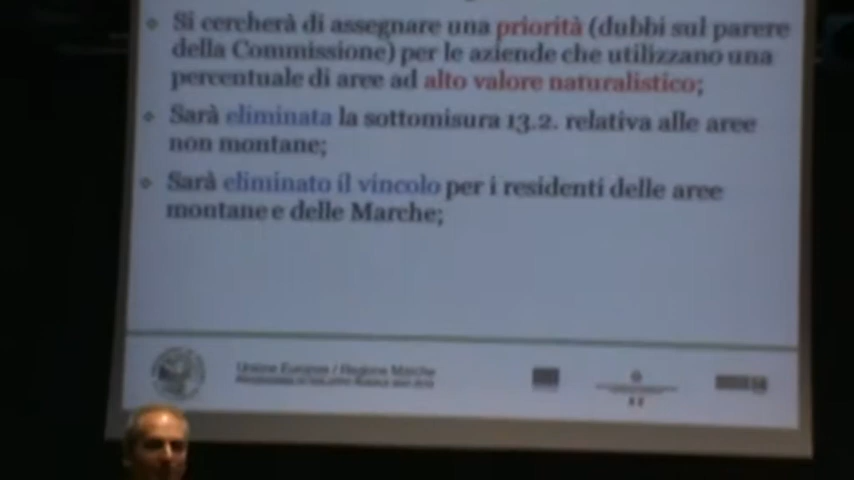 Si cercherà di assegnare una priorità (dubbi sul parere
della Commissione) per le aziende che utilizzano una
percentuale di aree ad alto valore naturalistico;
Sarà eliminata la sottomisura 13.2. relativa alle aree
non montane;
Sarà eliminato il vincolo per i residenti delle aree
montane e delle Marche;
Unione Europea / Regione Marche